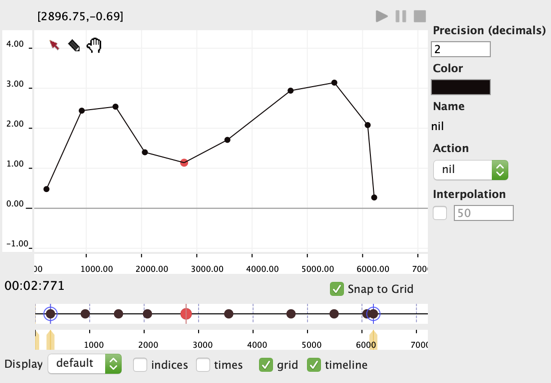 [2896.75,-0.69]
Precision (decimals)
2
Color
Name
nil
Action
nil
Interpolation
50
4.00
3.00
2.00
1.00
0.00
-1.00
00 1000.00 2000.00 3000.00 4000.00 5000.00 6000.00 7000
00:02:771
Snap to Grid
1000 2000 3000 4000 5000 6000 7000
Display default indices times grid timeline